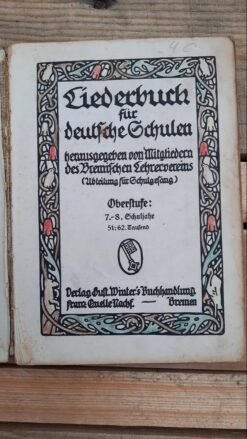 4 C
Liederbuch
für
deutsche Schulen
herausgegeben von Mitgliedern
des Bremischen Lehrervereins
(Abteilung für Schulgesang)
Oberstufe:
7.-8. Schuljahr
51:62. Tausend
Verlag Gust. Winter's Buchhandlung
Franz Quelle Nachf. — Bremen